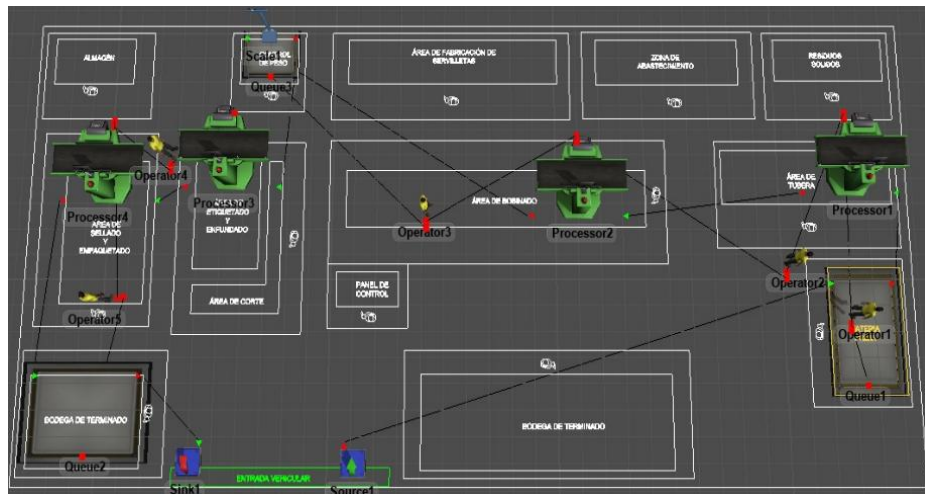 ALMACÉN
Scale1
DE PESO
Queue3
ÁREA DE FABRICACIÓN DE
SERVILLETAS
ZONA DE
ABASTECIMIENTO
RESIDUOS
SOLIDOS
Operator4
Processor4
Processor3
ÁREA DE
SELLADO
Y
EMPAQUETADO
ETIQUETADO
Y
ENFUNDADO
Operator3
ÁREA DE BOBINADO
Processor2
ÁREA DE
TUBERA
Processor1
Operator5
ÁREA DE CORTE
PANEL DE
CONTROL
Operator2
Operator1
Queue1
BODEGA DE TERMINADO
Queue2
BODEGA DE TERMINADO
Sink1
ENTRADA VEHICULAR
Source1